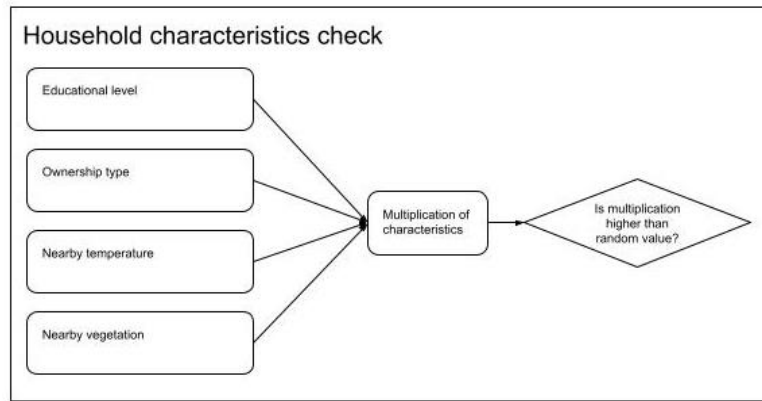 Household characteristics check
Educational level
Ownership type
Nearby temperature
Nearby vegetation
Multiplication of
characteristics
Is multiplication
higher than
random value?